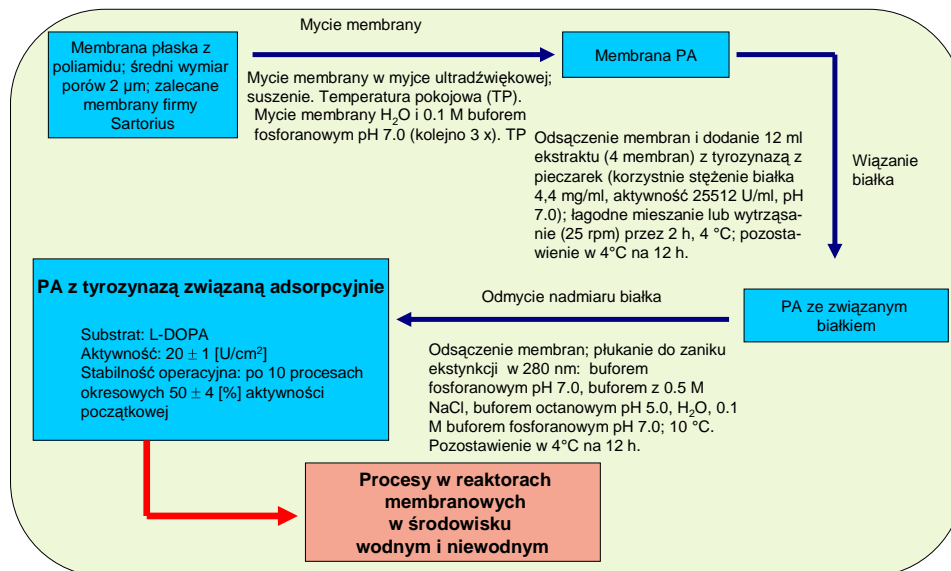 Mycie membrany
Membrana płaska z
poliamidu; średni wymiar
porów 2 μm; zalecane
membrany firmy
Sartorius
Membrana PA
Mycie membrany w myjce ultradźwiękowej;
suszenie. Temperatura pokojowa (TP).
Mycie membrany H₂O i 0.1 M buforem
fosforanowym pH 7.0 (kolejno 3 x). TP
Odsączenie membran i dodanie 12 ml
ekstraktu (4 membran) z tyrozynazą z
pieczarek (korzystnie stężenie białka
4,4 mg/ml, aktywność 25512 U/ml, pH
7.0); łagodne mieszanie lub wytrząsa-
nie (25 rpm) przez 2 h, 4 °C; pozosta-
wienie w 4°C na 12 h.
Wiązanie
białka
PA z tyrozynazą związaną adsorpcyjnie
Substrat: L-DOPA
Aktywność: 20 ± 1 [U/cm²]
Stabilność operacyjna: po 10 procesach
okresowych 50 ± 4 [%] aktywności
początkowej
Odmycie nadmiaru białka
PA ze związanym
białkiem
Odsączenie membran; płukanie do zaniku
ekstynkcji w 280 nm: buforem
fosforanowym pH 7.0, buforem z 0.5 M
NaCl, buforem octanowym pH 5.0, H₂O, 0.1
M buforem fosforanowym pH 7.0; 10 °C.
Pozostawienie w 4°C na 12 h.
Procesy w reaktorach
membranowych
w środowisku
wodnym i niewodnym